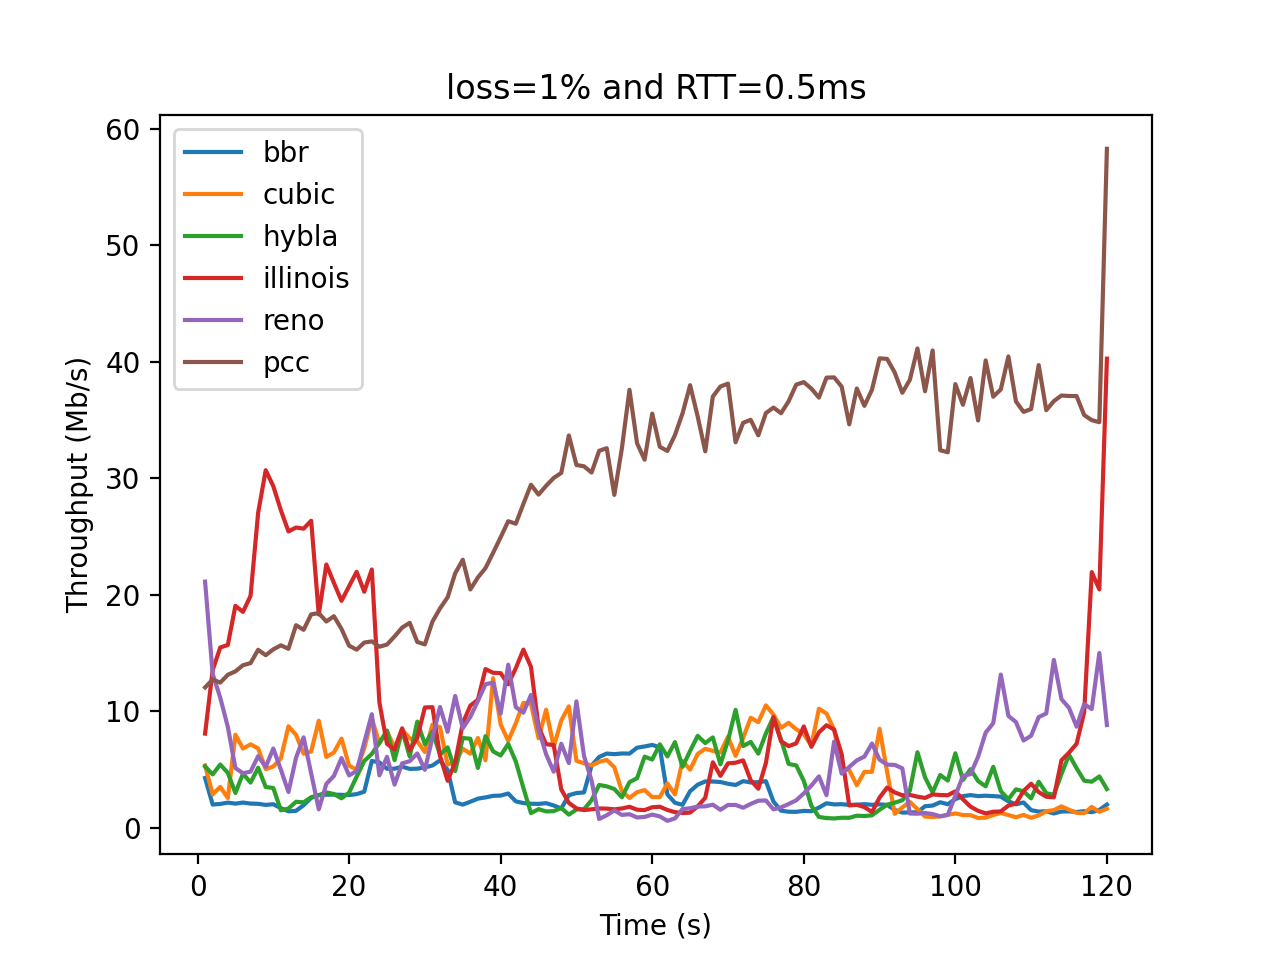 loss=1% and RTT=0.5ms
Throughput (Mb/s)
60
50
40
30
20
10
0
bbr
cubic
hybla
illinois
reno
pcc
0 20 40 60 80 100 120
Time (s)